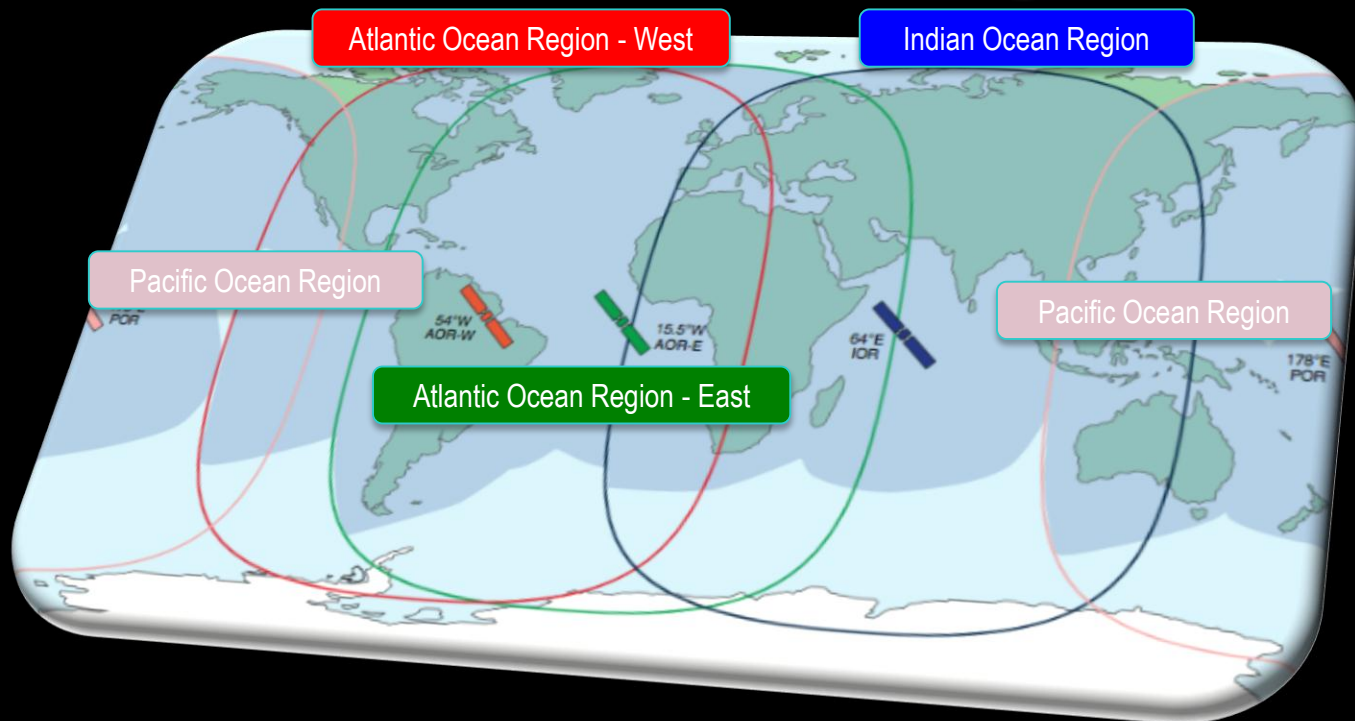 Atlantic Ocean Region - West
Indian Ocean Region
Pacific Ocean Region
POR
54°W
AOR-W
15.5°W
AOR-E
64°E
IOR
Pacific Ocean Region
178°E
POR
Atlantic Ocean Region - East